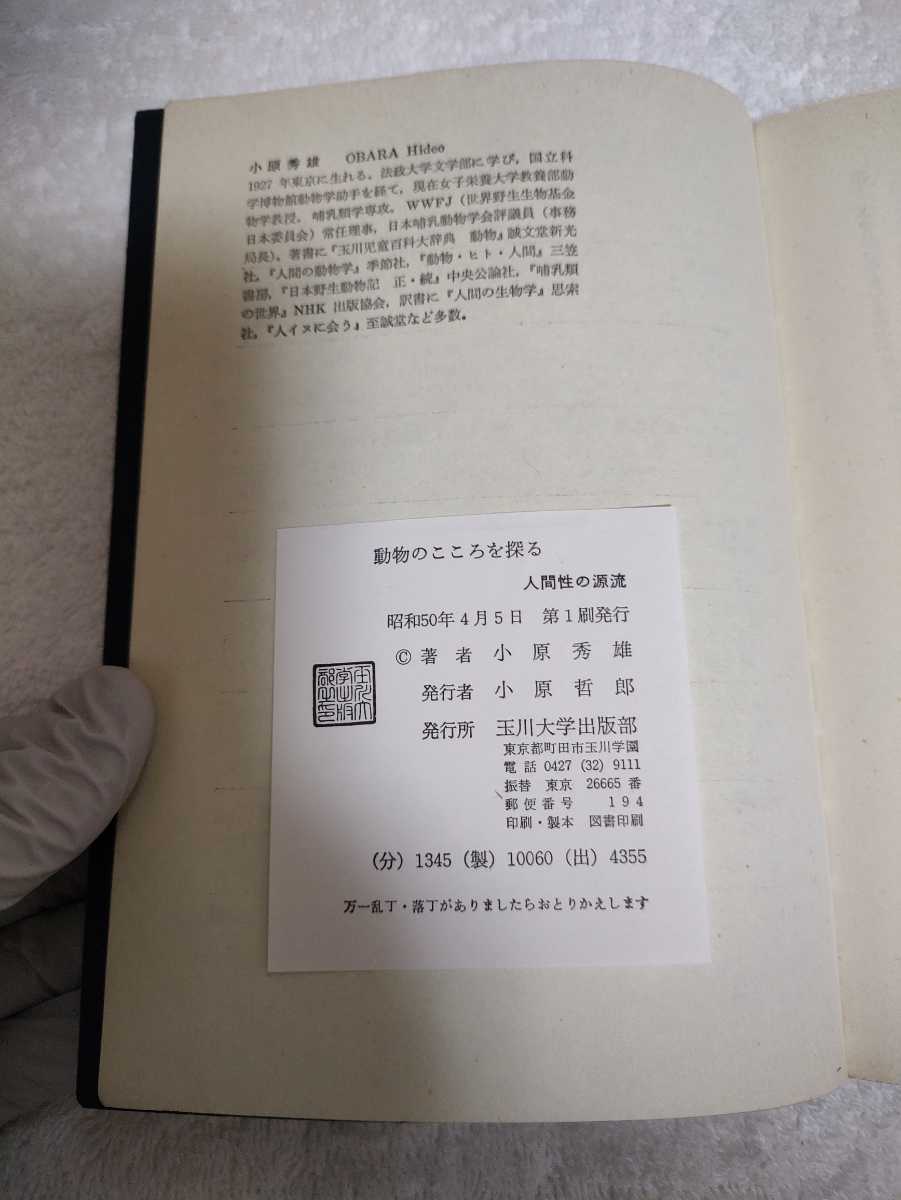 小原秀雄 OBARA Hideo
1927 年東京に生れる。法政大学文学部に学び，国立科
学博物館動物学助手を経て，現在女子栄養大学教養部動
物学教授。哺乳類学専攻。WWFJ（世界野生生物基金
日本委員会）常任理事，日本哺乳動物学会評議員（事務
局長）。著書に『玉川児童百科大辞典 動物』誠文堂新光
社，『人間の動物学』季節社，『動物・ヒト・人間』三笠
書房，『日本野生動物記 正・続』中央公論社，『哺乳類
の世界』NHK 出版協会，訳書に『人間の生物学』思索
社，『人イヌに会う』至誠堂など多数。
動物のこころを探る
人間性の源流
昭和50年4月5日 第1刷発行
© 著者 小原秀雄
発行者 小原哲郎
発行所 玉川大学出版部
東京都町田市玉川学園
電話 0427 (32) 9111
振替 東京 26665 番
郵便番号 194
印刷・製本 図書印刷
(分) 1345 (製) 10060 (出) 4355
万一乱丁・落丁がありましたらおとりかえします